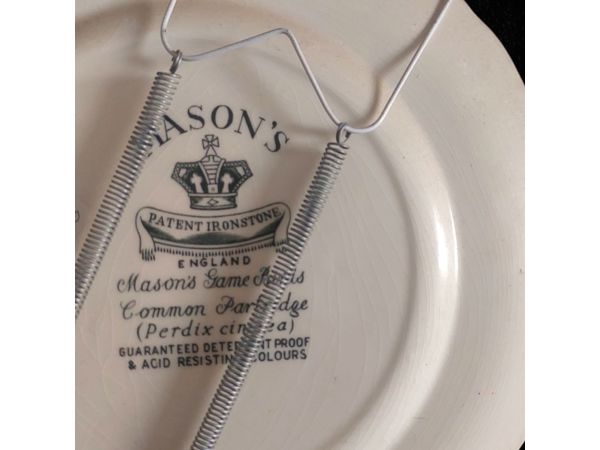 MASON'S
PATENT IRONSTONE
ENGLAND
Mason's Game Birds
Common Partridge
(Perdix cinerea)
GUARANTEED DETERGENT PROOF
& ACID RESISTING COLOURS